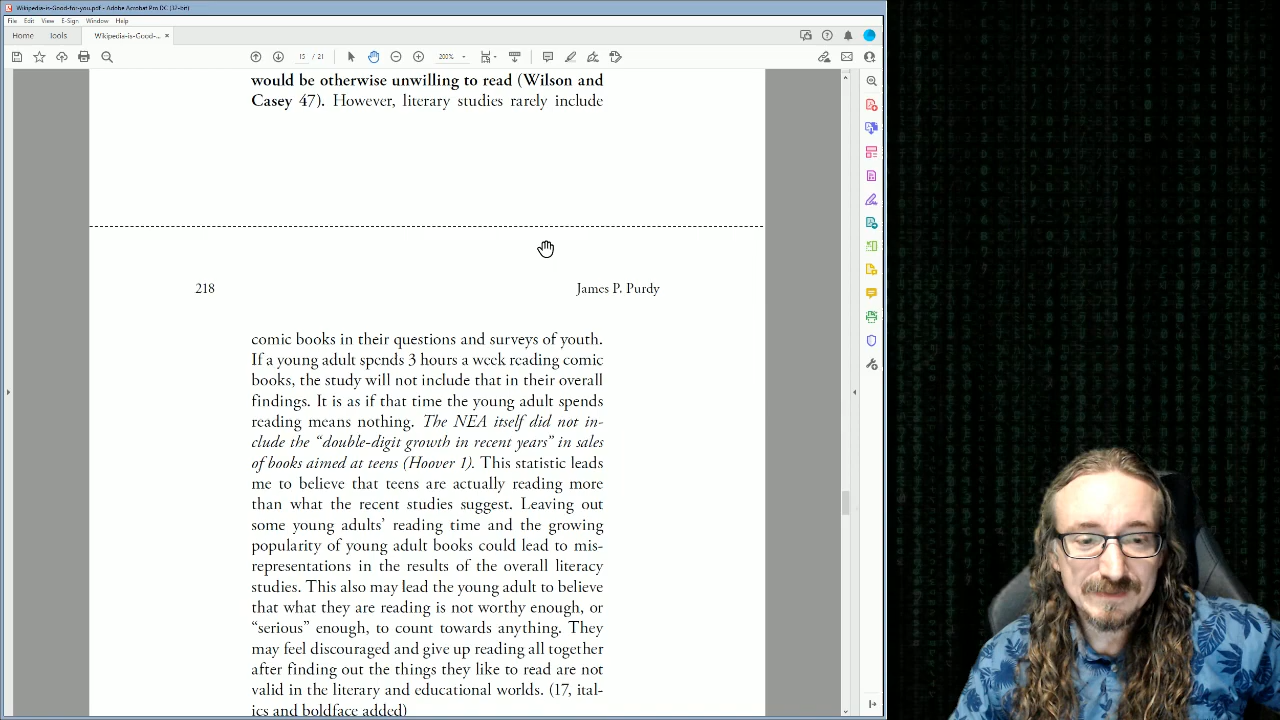 Wikipedia-is-Good-for-you.pdf - Adobe Acrobat Pro DC (32-bit)
File Edit View E-Sign Window Help
Home Tools Wikipedia-is-Good-... ×
15 / 21 200%
would be otherwise unwilling to read (Wilson and
Casey 47). However, literary studies rarely include
218 James P. Purdy
comic books in their questions and surveys of youth.
If a young adult spends 3 hours a week reading comic
books, the study will not include that in their overall
findings. It is as if that time the young adult spends
reading means nothing. The NEA itself did not in-
clude the “double-digit growth in recent years” in sales
of books aimed at teens (Hoover 1). This statistic leads
me to believe that teens are actually reading more
than what the recent studies suggest. Leaving out
some young adults’ reading time and the growing
popularity of young adult books could lead to mis-
representations in the results of the overall literacy
studies. This also may lead the young adult to believe
that what they are reading is not worthy enough, or
“serious” enough, to count towards anything. They
may feel discouraged and give up reading all together
after finding out the things they like to read are not
valid in the literary and educational worlds. (17, ital-
ics and boldface added)